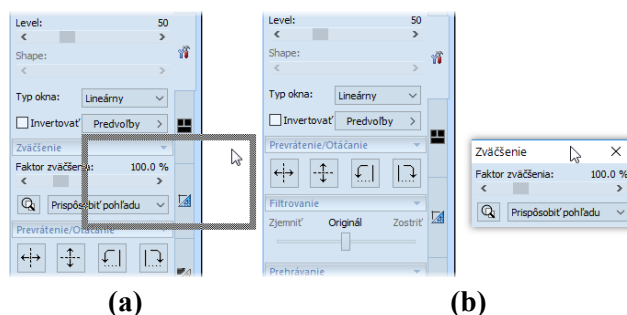 Level: 50
Shape:
Typ okna: Lineárny
Invertovať Predvoľby
Zväčšenie
Faktor zväčšenia: 100.0 %
Prispôsobiť pohľadu
Prevrátenie/Otáčanie
(a)
Level: 50
Shape:
Typ okna: Lineárny
Invertovať Predvoľby
Prevrátenie/Otáčanie
Filtrovanie
Zjemniť Originál Zostriť
Prehrávanie
Zväčšenie
Faktor zväčšenia: 100.0 %
Prispôsobiť pohľadu
(b)